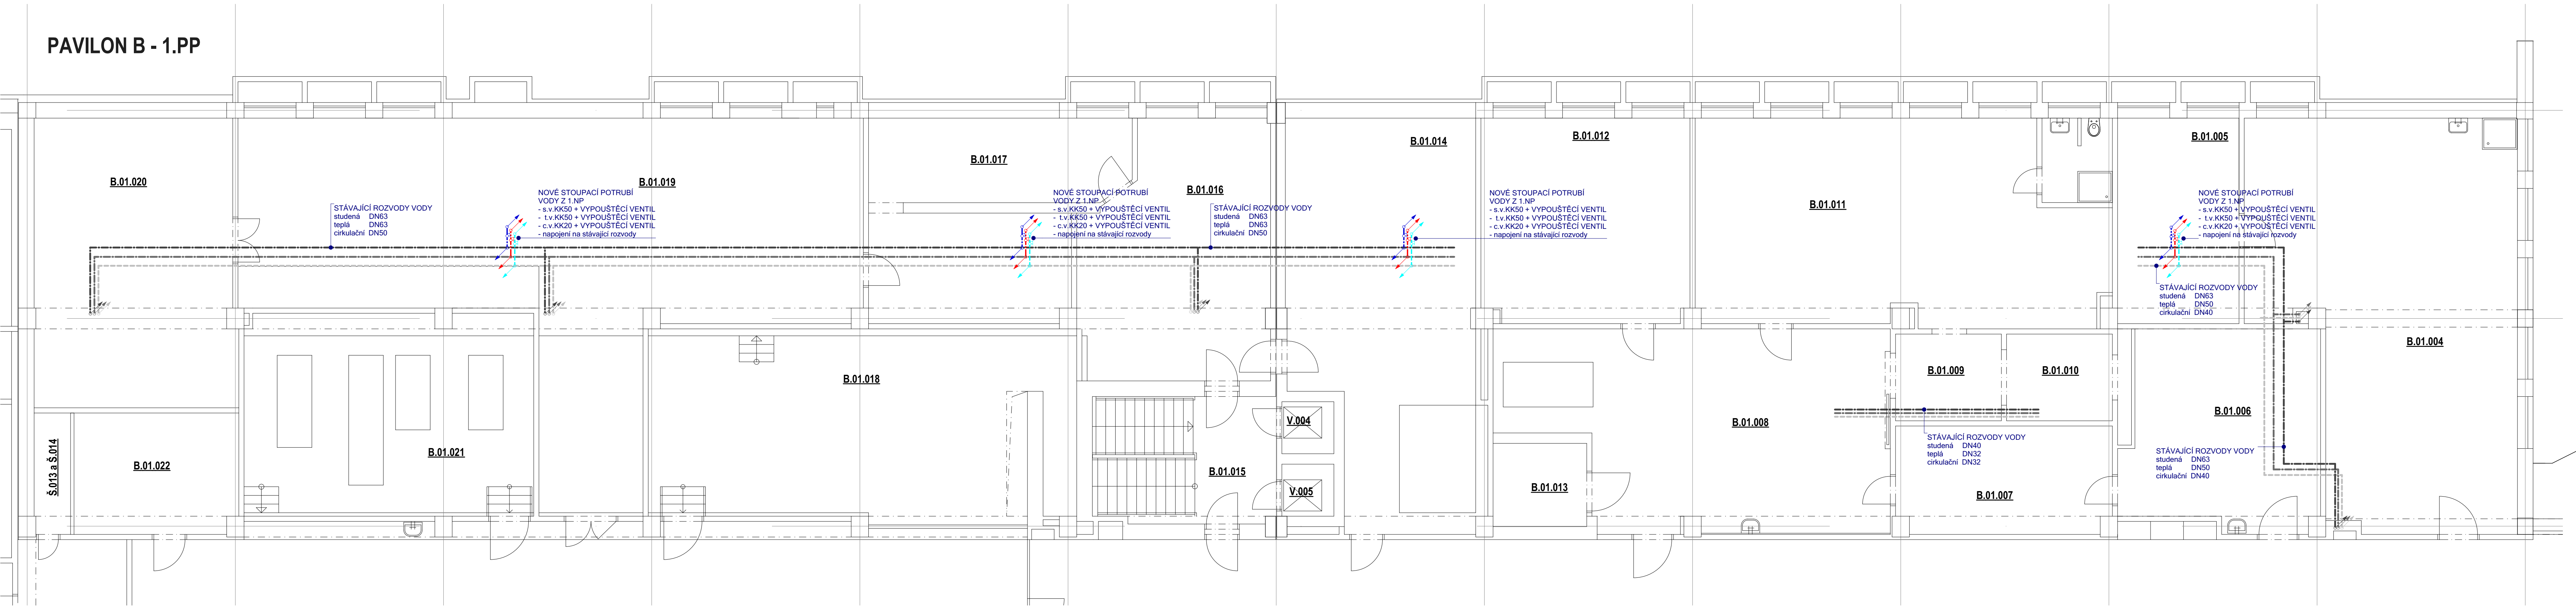 PAVILON B - 1.PP
B.01.020
B.01.019
B.01.017
B.01.016
B.01.014
B.01.012
B.01.011
B.01.005
STÁVAJÍCÍ ROZVODY VODY
studená DN63
teplá DN63
cirkulační DN50
NOVÉ STOUPACÍ POTRUBÍ
VODY Z 1.NP
- s.v.KK50 + VYPOUŠTĚCÍ VENTIL
- t.v.KK50 + VYPOUŠTĚCÍ VENTIL
- c.v.KK20 + VYPOUŠTĚCÍ VENTIL
- napojení na stávající rozvody
NOVÉ STOUPACÍ POTRUBÍ
VODY Z 1.NP
- s.v.KK50 + VYPOUŠTĚCÍ VENTIL
- t.v.KK50 + VYPOUŠTĚCÍ VENTIL
- c.v.KK20 + VYPOUŠTĚCÍ VENTIL
- napojení na stávající rozvody
STÁVAJÍCÍ ROZVODY VODY
studená DN63
teplá DN63
cirkulační DN50
NOVÉ STOUPACÍ POTRUBÍ
VODY Z 1.NP
- s.v.KK50 + VYPOUŠTĚCÍ VENTIL
- t.v.KK50 + VYPOUŠTĚCÍ VENTIL
- c.v.KK20 + VYPOUŠTĚCÍ VENTIL
- napojení na stávající rozvody
NOVÉ STOUPACÍ POTRUBÍ
VODY Z 1.NP
- s.v.KK50 + VYPOUŠTĚCÍ VENTIL
- t.v.KK50 + VYPOUŠTĚCÍ VENTIL
- c.v.KK20 + VYPOUŠTĚCÍ VENTIL
- napojení na stávající rozvody
STÁVAJÍCÍ ROZVODY VODY
studená DN63
teplá DN50
cirkulační DN40
B.01.004
B.01.018
B.01.009
B.01.010
B.01.006
V.004
B.01.008
STÁVAJÍCÍ ROZVODY VODY
studená DN40
teplá DN32
cirkulační DN32
STÁVAJÍCÍ ROZVODY VODY
studená DN63
teplá DN50
cirkulační DN40
Š.013 a Š.014
B.01.022
B.01.021
B.01.015
V.005
B.01.013
B.01.007